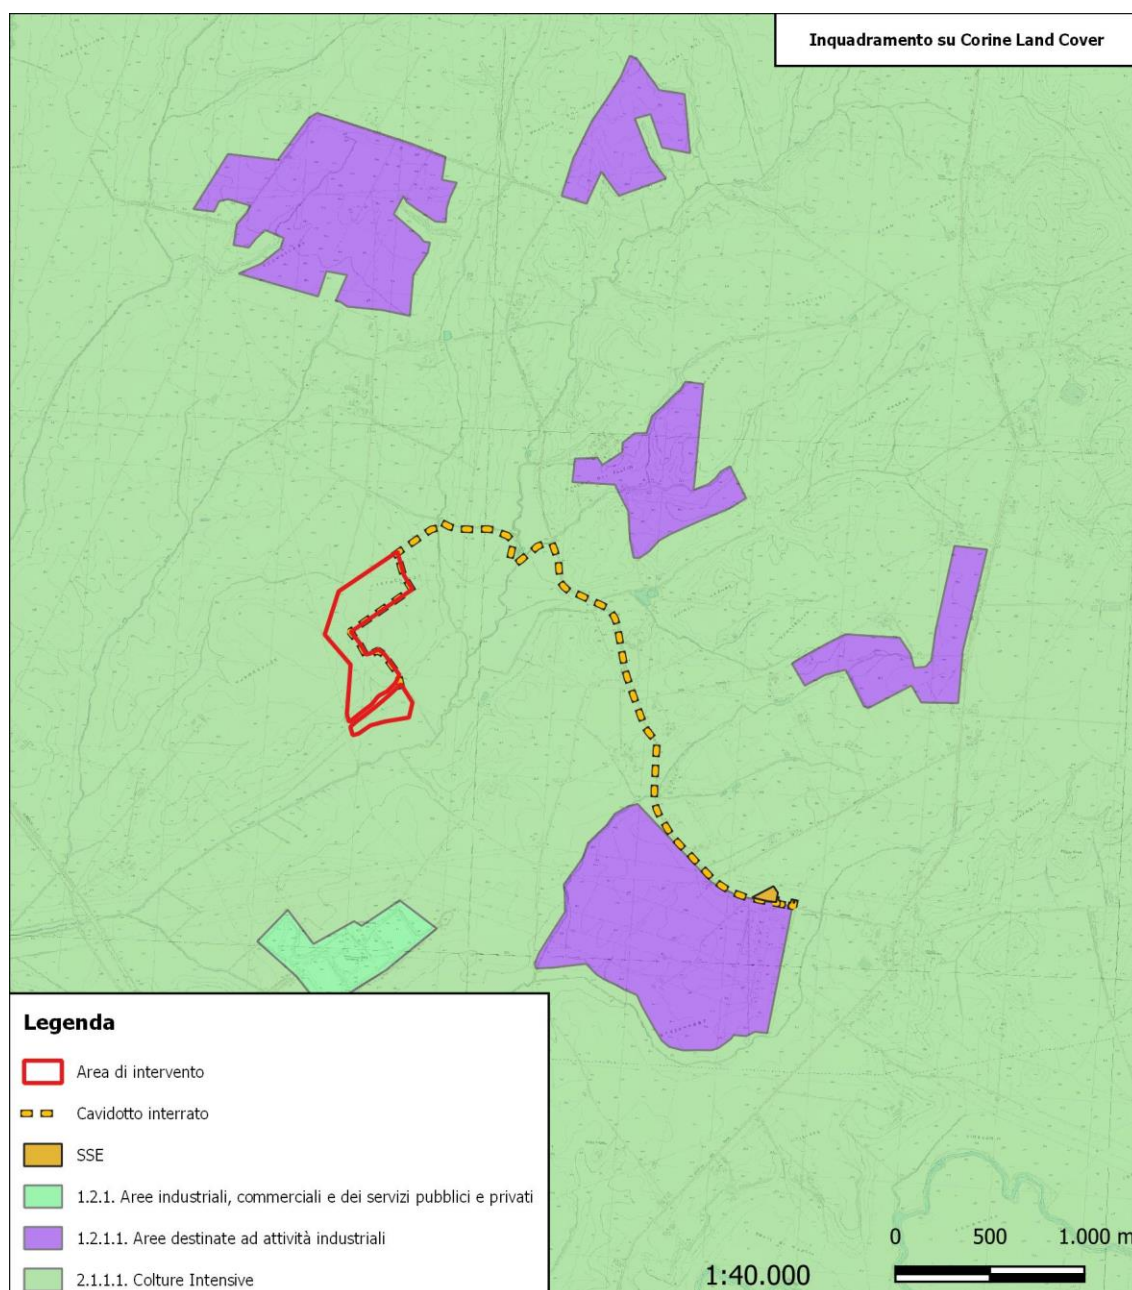 Inquadramento su Corine Land Cover
Legenda
Area di intervento
Cavidotto interrato
SSE
1.2.1. Aree industriali, commerciali e dei servizi pubblici e privati
1.2.1.1. Aree destinate ad attività industriali
2.1.1.1. Colture Intensive
0 500 1.000 m
1:40.000